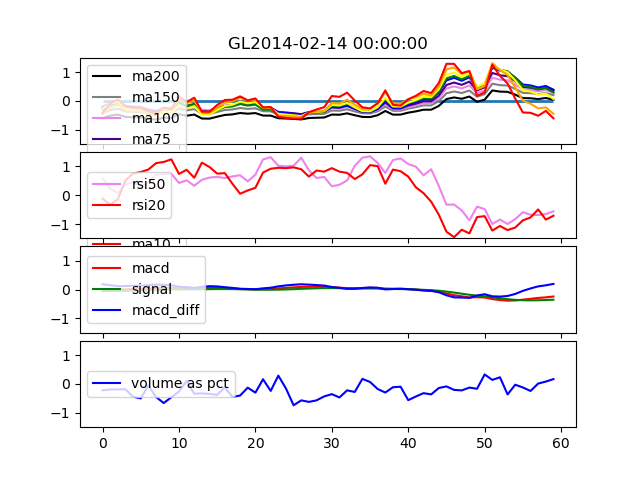 GL2014-02-14 00:00:00
1
0
−1
ma200
ma150
ma100
ma75
1
0
−1
rsi50
rsi20
ma10
1
0
−1
macd
signal
macd_diff
1
0
−1
volume as pct
0 10 20 30 40 50 60